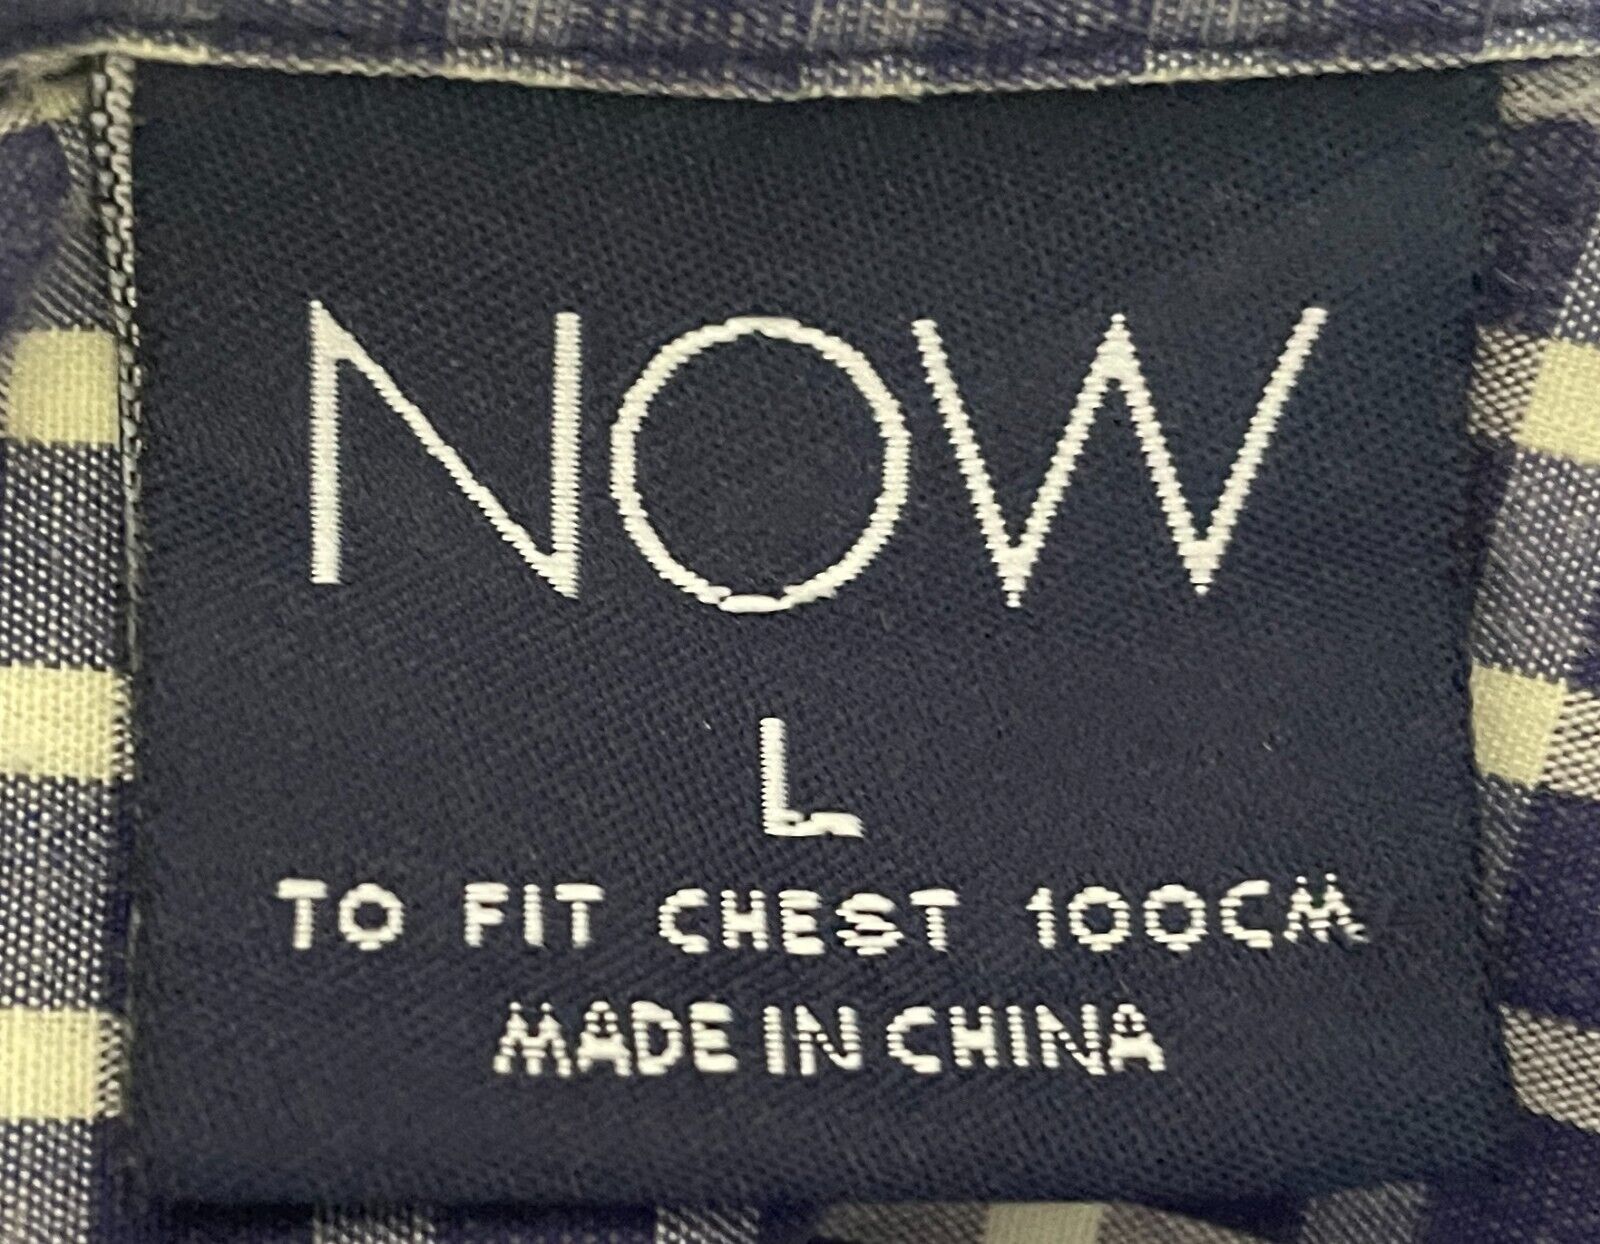 NOW
L
TO FIT CHEST 100CM
MADE IN CHINA